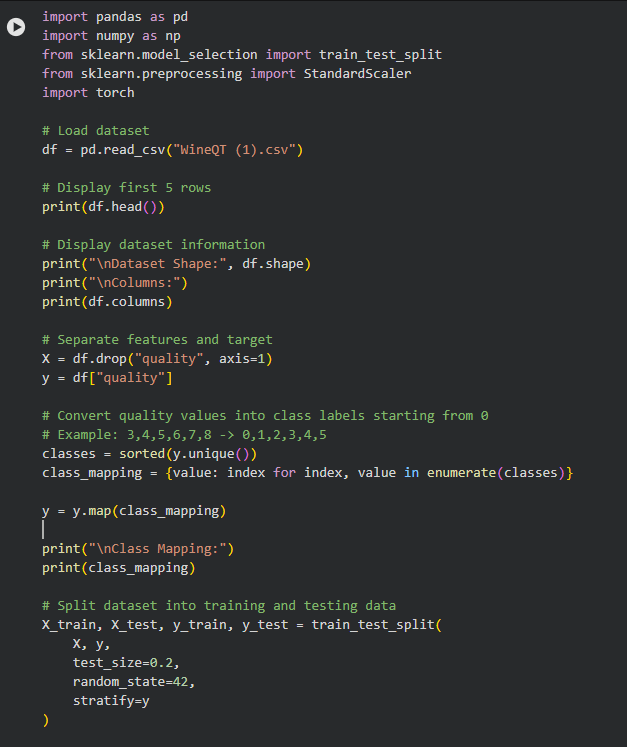 import pandas as pd
import numpy as np
from sklearn.model_selection import train_test_split
from sklearn.preprocessing import StandardScaler
import torch

# Load dataset
df = pd.read_csv("WineQT (1).csv")

# Display first 5 rows
print(df.head())

# Display dataset information
print("\nDataset Shape:", df.shape)
print("\nColumns:")
print(df.columns)

# Separate features and target
X = df.drop("quality", axis=1)
y = df["quality"]

# Convert quality values into class labels starting from 0
# Example: 3,4,5,6,7,8 -> 0,1,2,3,4,5
classes = sorted(y.unique())
class_mapping = {value: index for index, value in enumerate(classes)}

y = y.map(class_mapping)

print("\nClass Mapping:")
print(class_mapping)

# Split dataset into training and testing data
X_train, X_test, y_train, y_test = train_test_split(
    X, y,
    test_size=0.2,
    random_state=42,
    stratify=y
)